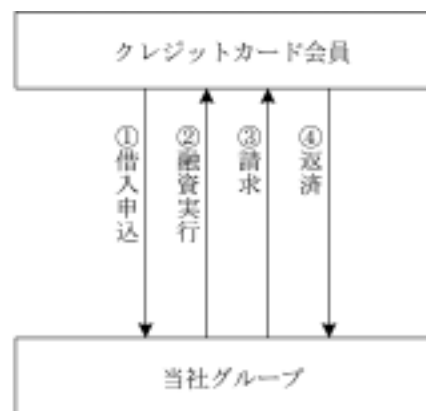 クレジットカード会員
①借入申込
②融資実行
③請求
④返済
当社グループ